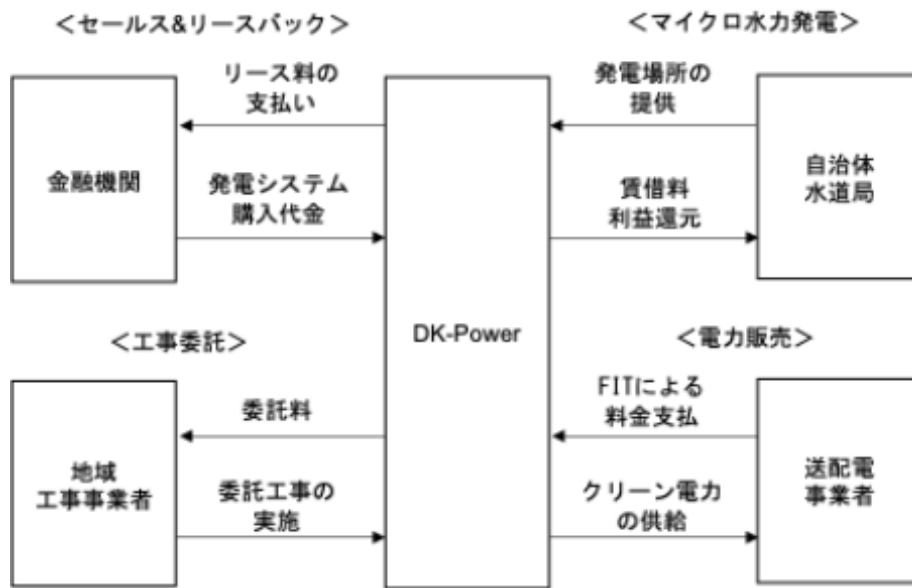 ＜セールス&リースバック＞
＜マイクロ水力発電＞
リース料の
支払い
発電場所の
提供
金融機関
自治体
水道局
発電システム
購入代金
賃借料
利益還元
DK-Power
＜工事委託＞
＜電力販売＞
委託料
FITによる
料金支払
地域
工事事業者
送配電
事業者
委託工事の
実施
クリーン電力
の供給